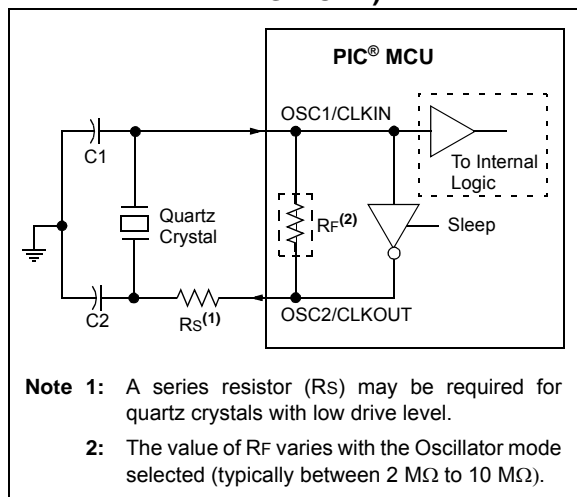 PIC® MCU
OSC1/CLKIN
C1
To Internal
Logic
Quartz
Crystal
RF(2)
Sleep
C2
RS(1)
OSC2/CLKOUT
Note 1: A series resistor (RS) may be required for
quartz crystals with low drive level.
2: The value of RF varies with the Oscillator mode
selected (typically between 2 MΩ to 10 MΩ).